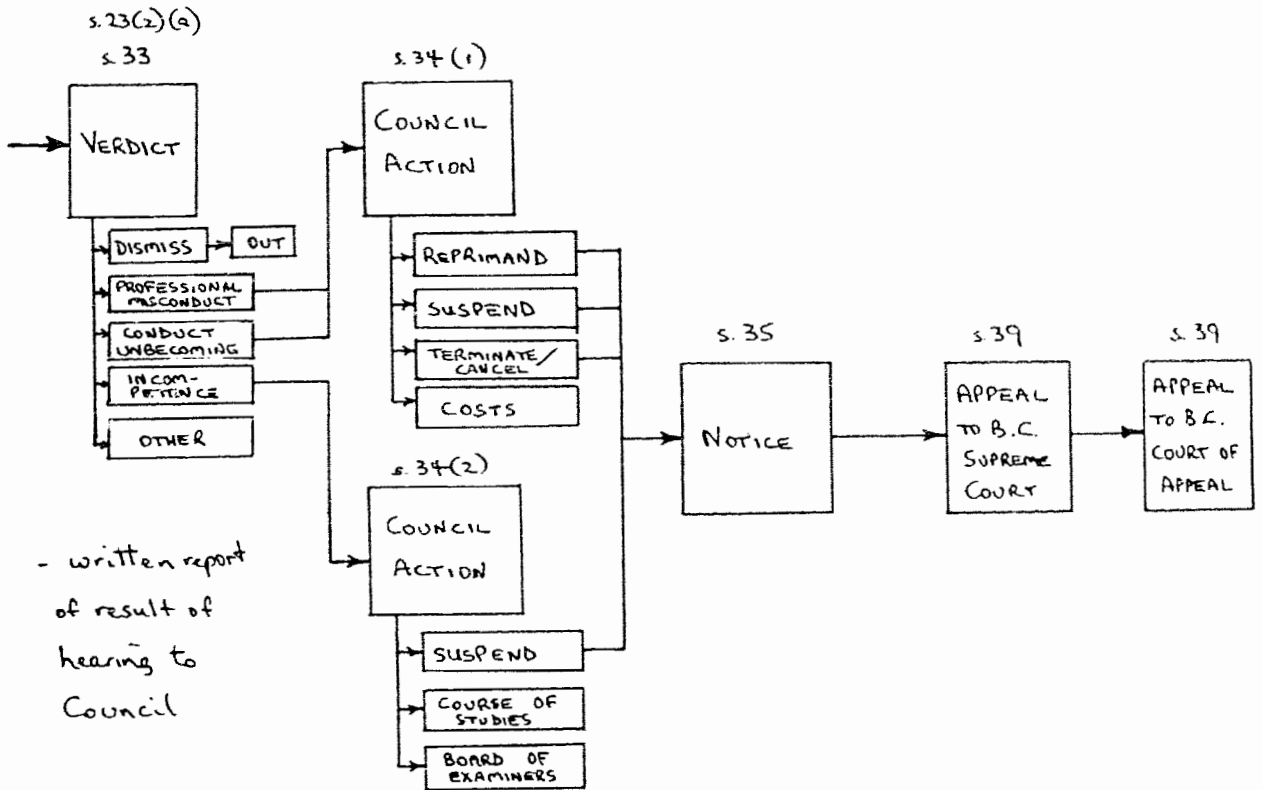 s.23(2)(a)
s.33
VERDICT
DISMISS
OUT
PROFESSIONAL
MISCONDUCT
CONDUCT
UNBECOMING
INCOM-
PETTINCE
OTHER
- written report
of result of
hearing to
Council
s.34(1)
COUNCIL
ACTION
REPRIMAND
SUSPEND
TERMINATE/
CANCEL
COSTS
s.34(2)
COUNCIL
ACTION
SUSPEND
COURSE OF
STUDIES
BOARD OF
EXAMINERS
s.35
NOTICE
s.39
APPEAL
TO B.C.
SUPREME
COURT
s.39
APPEAL
TO B.C.
COURT OF
APPEAL